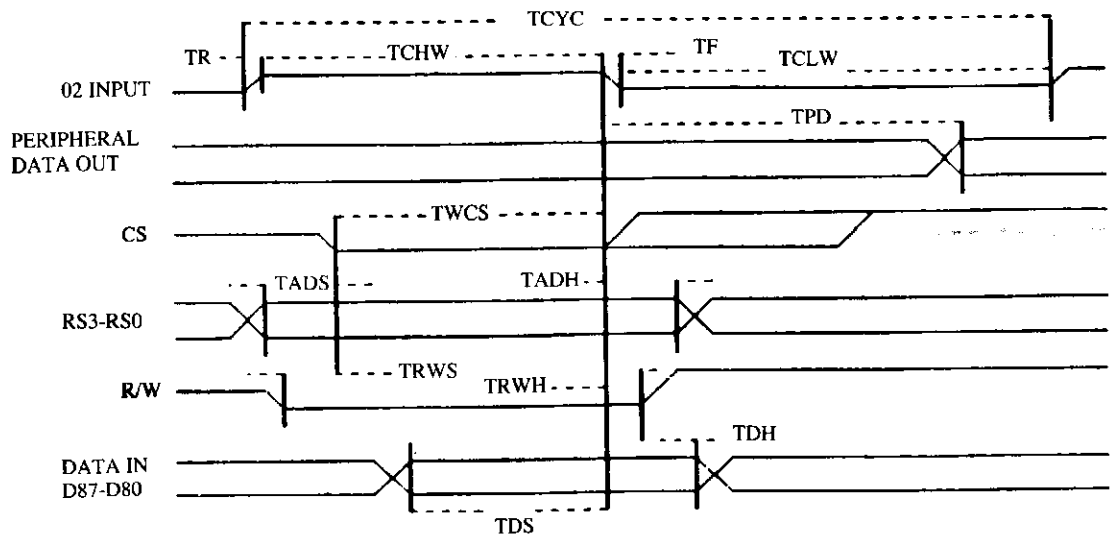 TCYC
TR TCHW TF
TCLW
02 INPUT
TPD
PERIPHERAL
DATA OUT
TWCS
CS
TADS TADH
RS3-RS0
TRWS TRWH
R/W
TDH
DATA IN
D87-D80
TDS